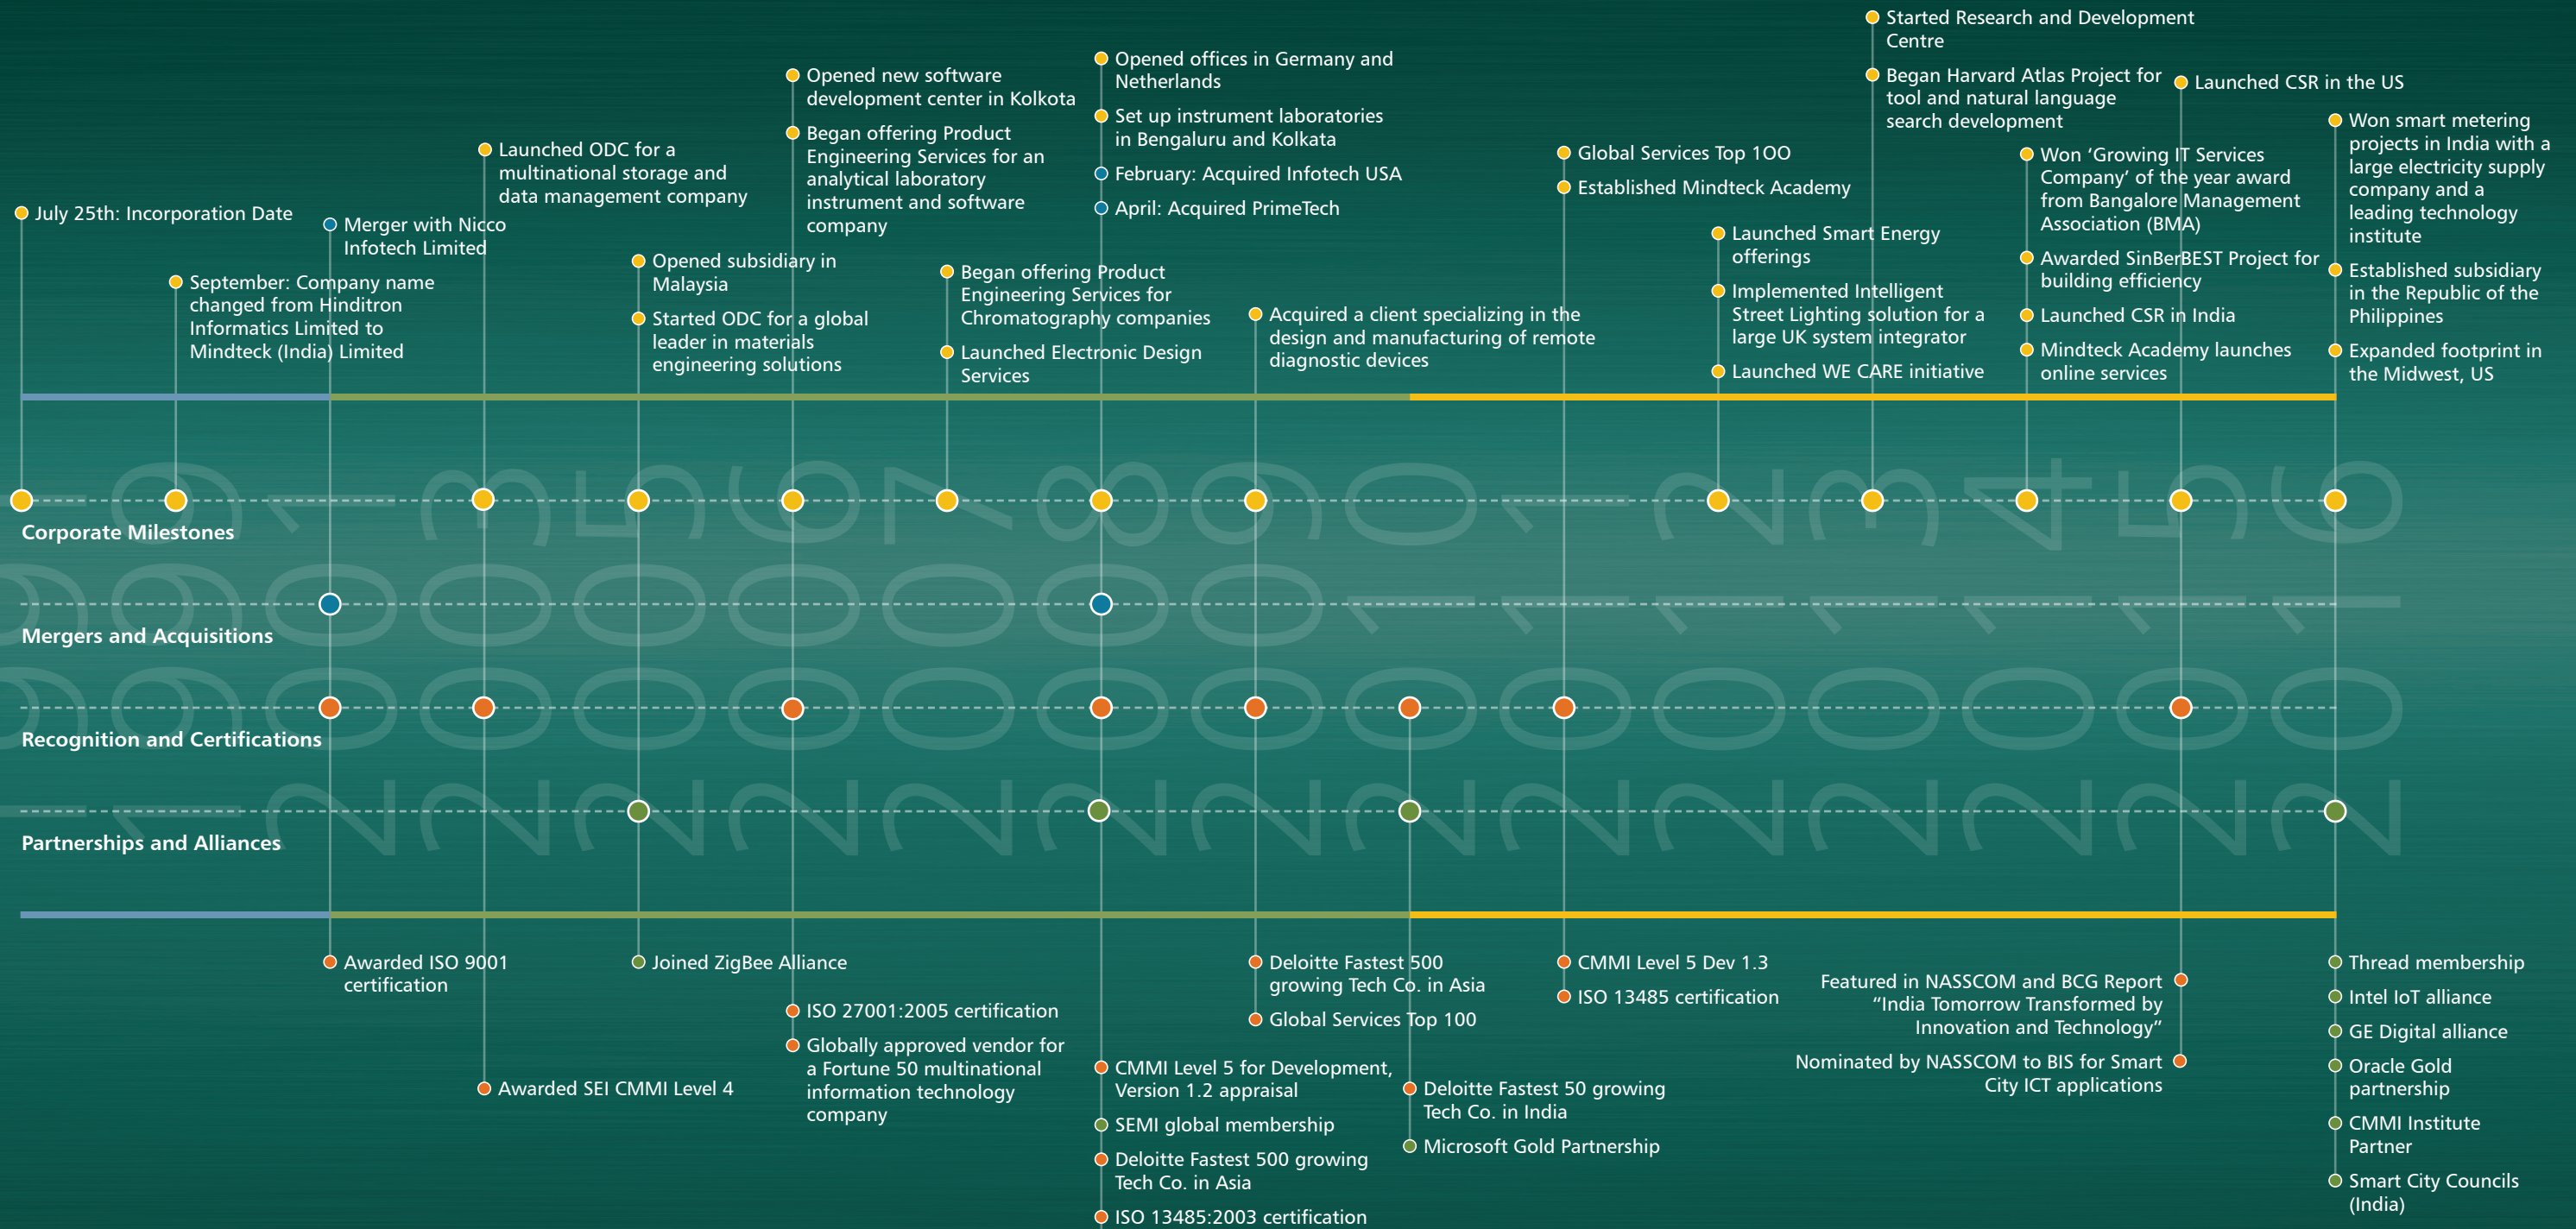 July 25th: Incorporation Date
September: Company name
changed from Hinditron
Informatics Limited to
Mindteck (India) Limited
Merger with Nicco
Infotech Limited
Launched ODC for a
multinational storage and
data management company
Opened subsidiary in
Malaysia
Started ODC for a global
leader in materials
engineering solutions
Opened new software
development center in Kolkota
Began offering Product
Engineering Services for an
analytical laboratory
instrument and software
company
Began offering Product
Engineering Services for
Chromatography companies
Launched Electronic Design
Services
Opened offices in Germany and
Netherlands
Set up instrument laboratories
in Bengaluru and Kolkata
February: Acquired Infotech USA
April: Acquired PrimeTech
Acquired a client specializing in the
design and manufacturing of remote
diagnostic devices
Global Services Top 1OO
Established Mindteck Academy
Launched Smart Energy
offerings
Implemented Intelligent
Street Lighting solution for a
large UK system integrator
Launched WE CARE initiative
Started Research and Development
Centre
Began Harvard Atlas Project for
tool and natural language
search development
Won ‘Growing IT Services
Company’ of the year award
from Bangalore Management
Association (BMA)
Awarded SinBerBEST Project for
building efficiency
Launched CSR in India
Mindteck Academy launches
online services
Launched CSR in the US
Won smart metering
projects in India with a
large electricity supply
company and a
leading technology
institute
Established subsidiary
in the Republic of the
Philippines
Expanded footprint in
the Midwest, US
1991
1999
2001
2003
2005
2006
2007
2008
2009
2010
2011
2012
2013
2014
2015
2016
Corporate Milestones
Mergers and Acquisitions
Recognition and Certifications
Partnerships and Alliances
Awarded ISO 9001
certification
Awarded SEI CMMI Level 4
Joined ZigBee Alliance
ISO 27001:2005 certification
Globally approved vendor for
a Fortune 50 multinational
information technology
company
CMMI Level 5 for Development,
Version 1.2 appraisal
SEMI global membership
Deloitte Fastest 500 growing
Tech Co. in Asia
ISO 13485:2003 certification
Deloitte Fastest 500
growing Tech Co. in Asia
Global Services Top 100
Deloitte Fastest 50 growing
Tech Co. in India
Microsoft Gold Partnership
CMMI Level 5 Dev 1.3
ISO 13485 certification
Featured in NASSCOM and BCG Report
“India Tomorrow Transformed by
Innovation and Technology”
Nominated by NASSCOM to BIS for Smart
City ICT applications
Thread membership
Intel IoT alliance
GE Digital alliance
Oracle Gold
partnership
CMMI Institute
Partner
Smart City Councils
(India)